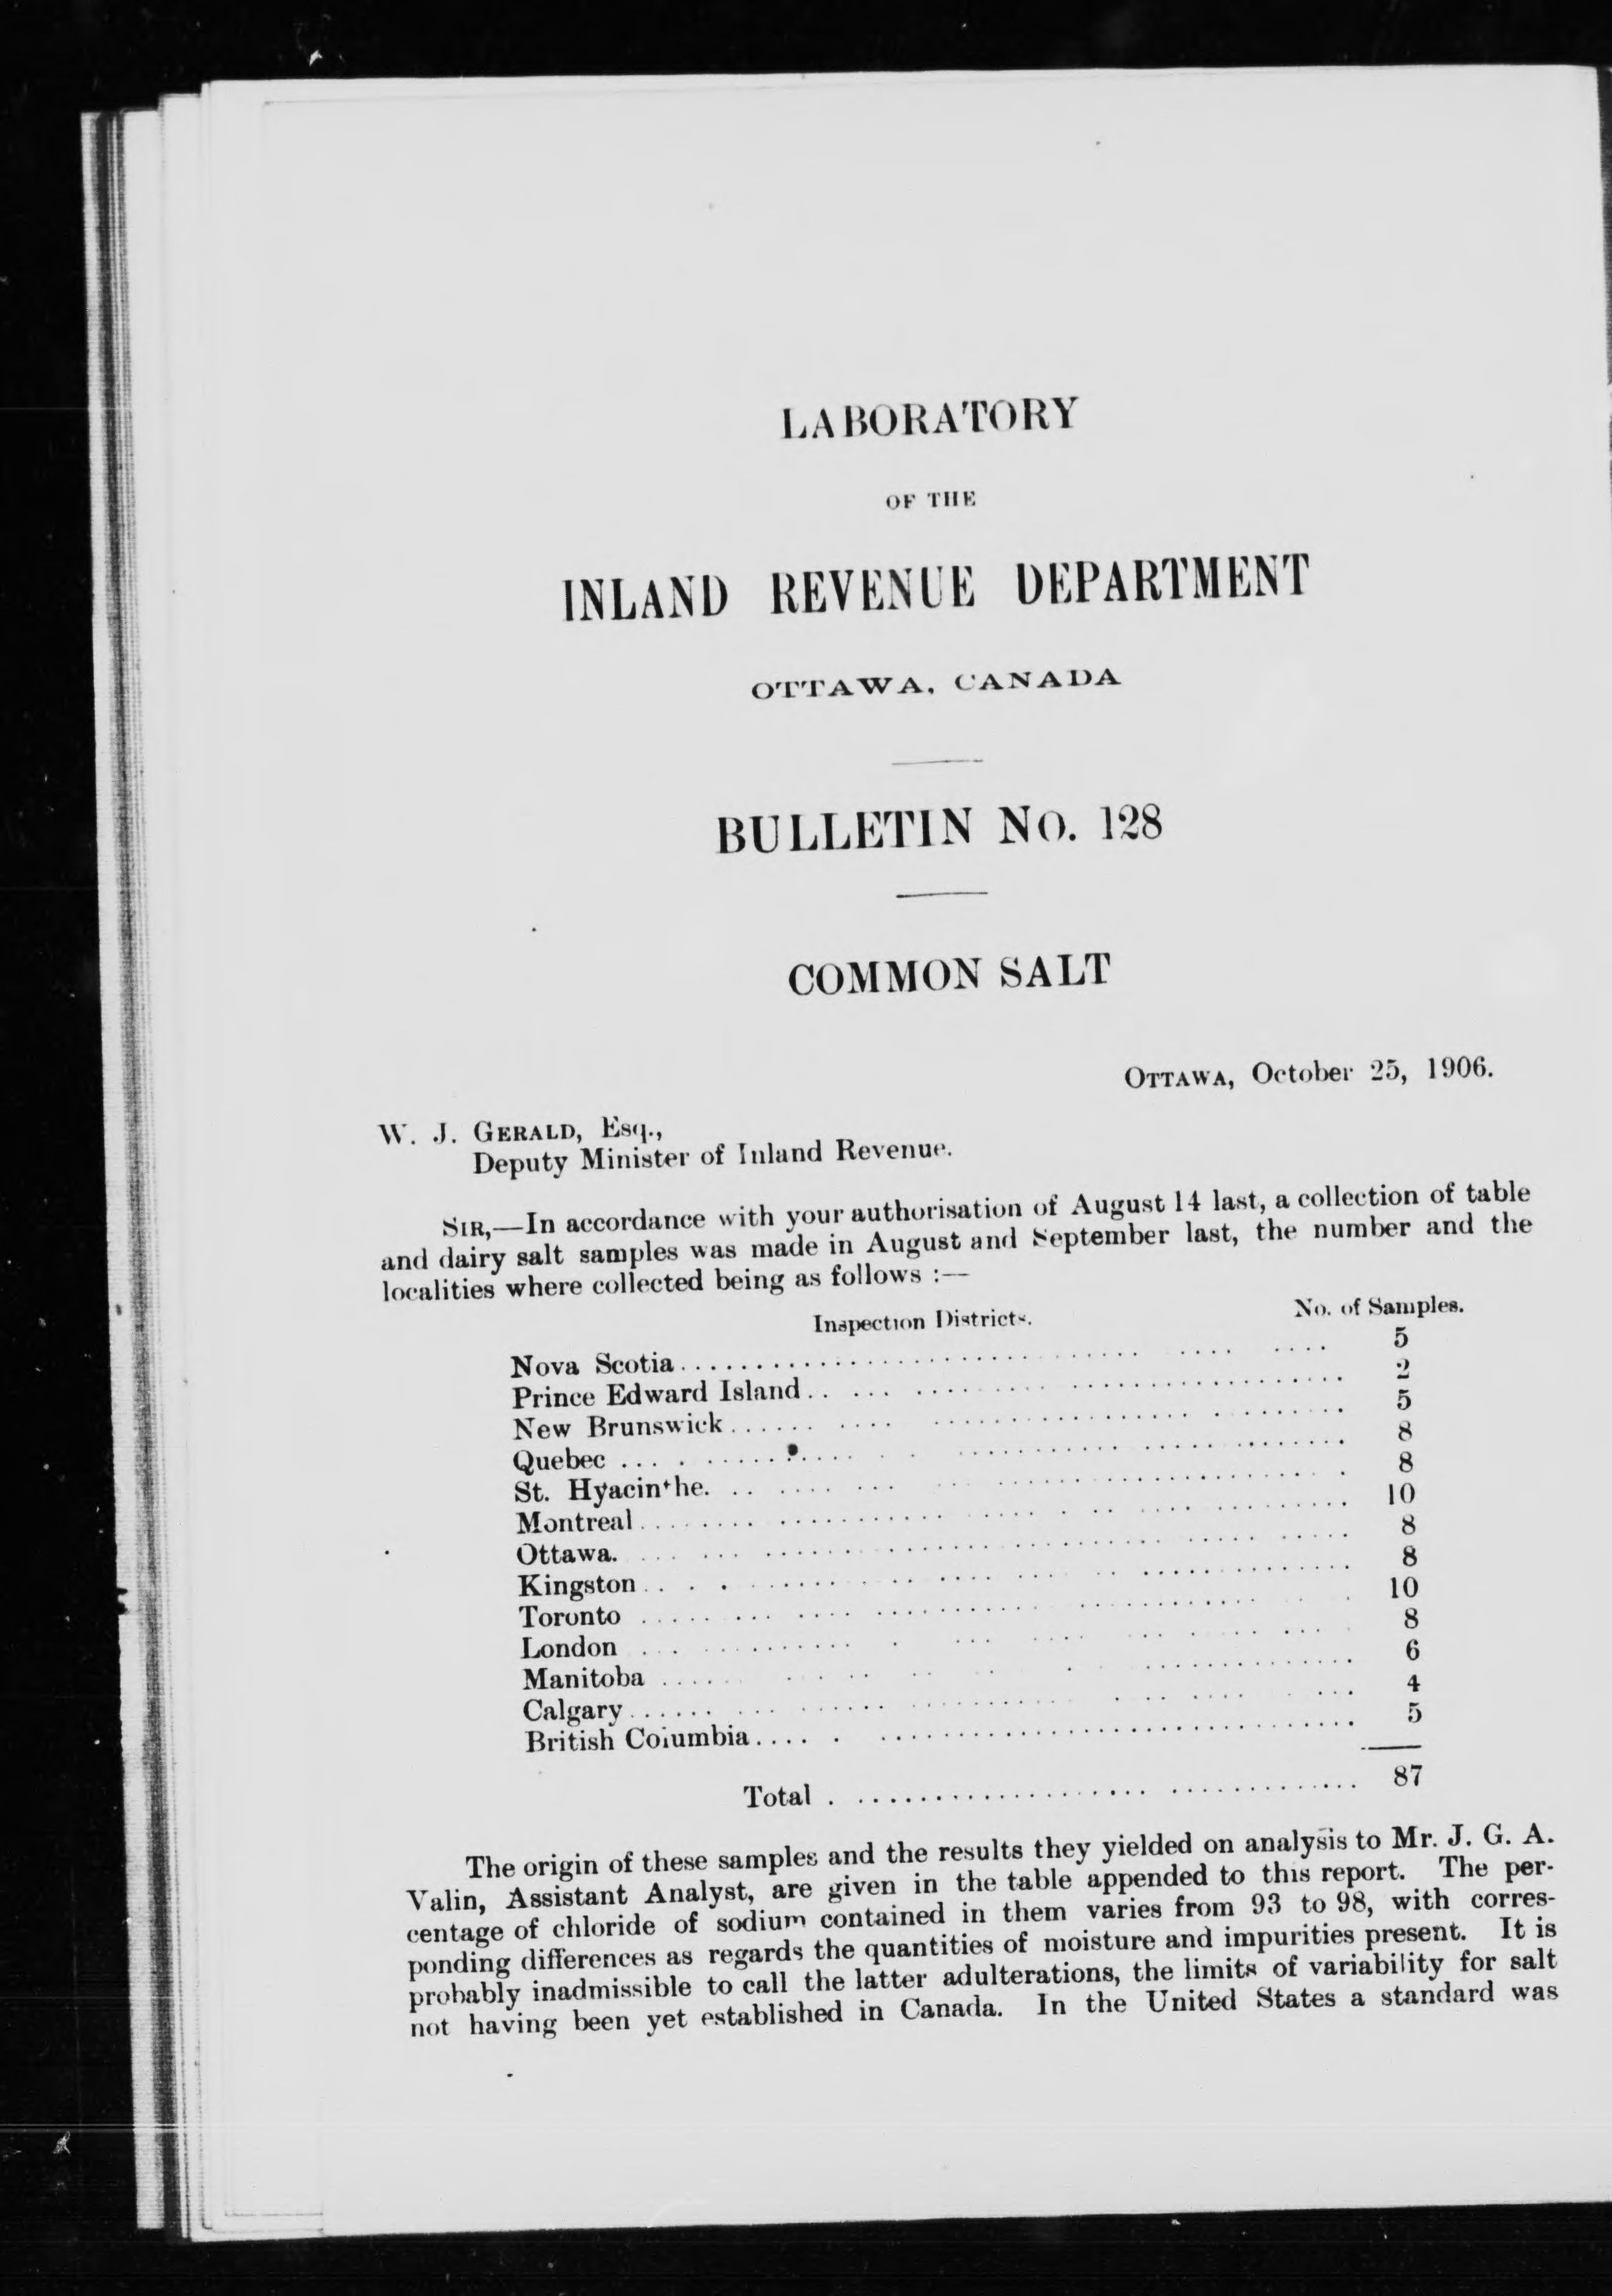 LABORATORY
OF THE
INLAND REVENUE DEPARTMENT
OTTAWA, CANADA
BULLETIN No. 128
COMMON SALT
OTTAWA, October 25, 1906.
W. J. GERALD, Esq.,
Deputy Minister of Inland Revenue.
SIR,—In accordance with your authorisation of August 14 last, a collection of table
and dairy salt samples was made in August and September last, the number and the
localities where collected being as follows :—
Inspection Districts. No. of Samples.
Nova Scotia 5
Prince Edward Island 2
New Brunswick 5
Quebec 8
St. Hyacinthe. 8
Montreal 10
Ottawa. 8
Kingston 8
Toronto 10
London 8
Manitoba 6
Calgary 4
British Columbia 5
Total 87
The origin of these samples and the results they yielded on analysis to Mr. J. G. A.
Valin, Assistant Analyst, are given in the table appended to this report. The per-
centage of chloride of sodium contained in them varies from 93 to 98, with corres-
ponding differences as regards the quantities of moisture and impurities present. It is
probably inadmissible to call the latter adulterations, the limits of variability for salt
not having been yet established in Canada. In the United States a standard was